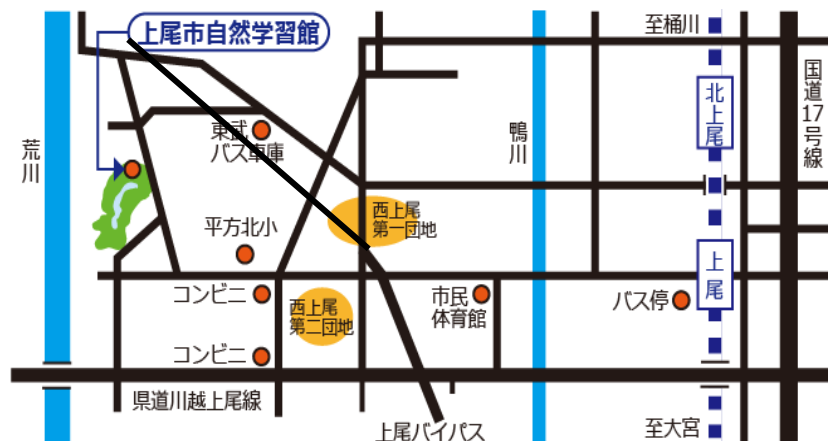 上尾市自然学習館
至桶川
国道17号線
北上尾
鴨川
荒川
東武
バス車庫
西上尾
第一団地
平方北小
上尾
コンビニ
西上尾
第二団地
市民
体育館
バス停
コンビニ
県道川越上尾線
上尾バイパス
至大宮